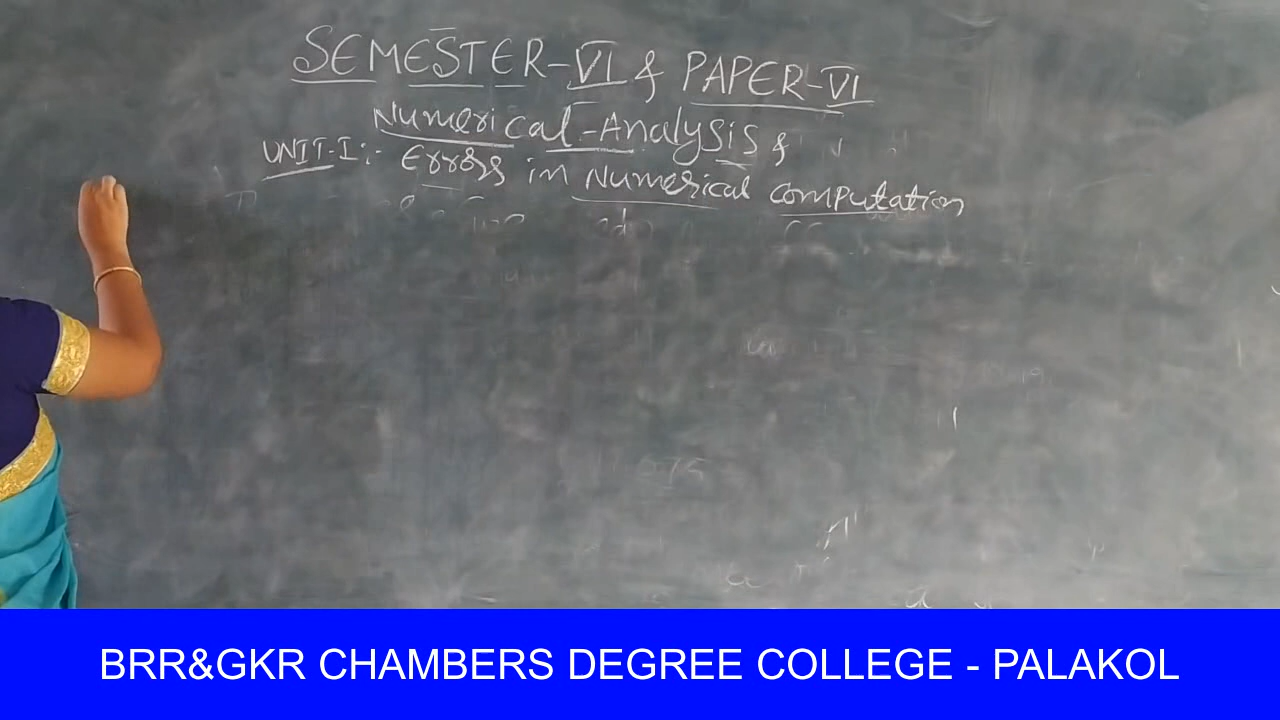 SEMESTER-VI & PAPER-VI
Numerical-Analysis &
UNIT-I:- Errors in Numerical computation
BRR&GKR CHAMBERS DEGREE COLLEGE - PALAKOL